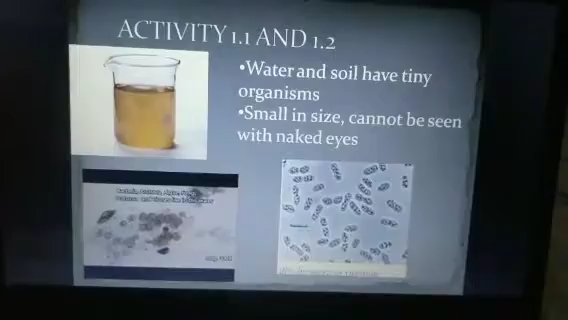 ACTIVITY 1.1 AND 1.2
•Water and soil have tiny
organisms
•Small in size, cannot be seen
with naked eyes